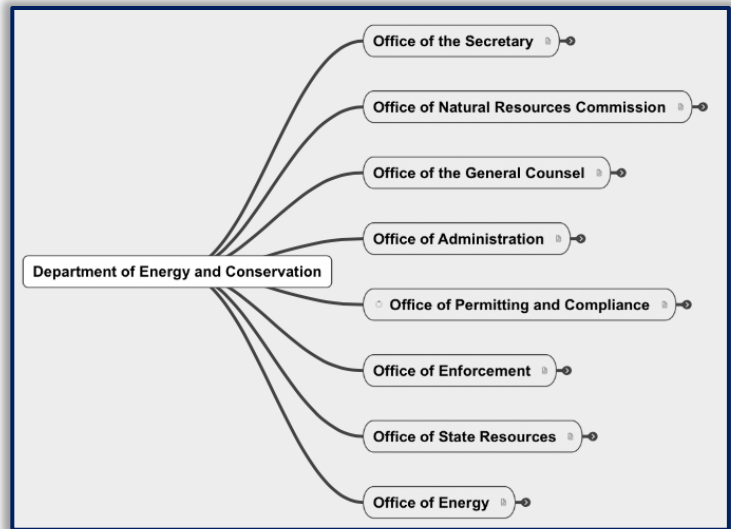 Office of the Secretary
Office of Natural Resources Commission
Office of the General Counsel
Office of Administration
Department of Energy and Conservation
Office of Permitting and Compliance
Office of Enforcement
Office of State Resources
Office of Energy